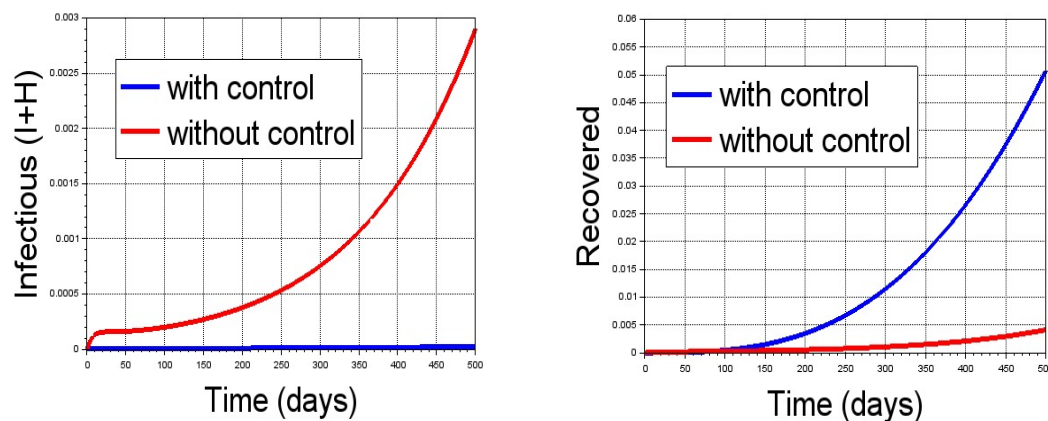 0.003
0.0025
0.002
0.0015
0.001
0.0005
0
0 50 100 150 200 250 300 350 400 450 500
Infectious (I+H)
with control
without control
Time (days)
0.06
0.055
0.05
0.045
0.04
0.035
0.03
0.025
0.02
0.015
0.01
0.005
0
0 50 100 150 200 250 300 350 400 450 500
Recovered
with control
without control
Time (days)